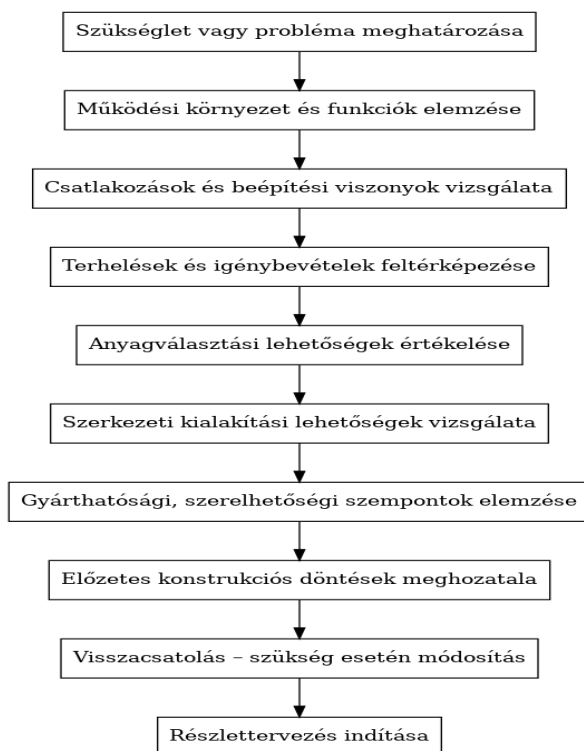 Szükséglet vagy probléma meghatározása
Működési környezet és funkciók elemzése
Csatlakozások és beépítési viszonyok vizsgálata
Terhelések és igénybevételek feltérképezése
Anyagválasztási lehetőségek értékelése
Szerkezeti kialakítási lehetőségek vizsgálata
Gyárthatósági, szerelhetőségi szempontok elemzése
Előzetes konstrukciós döntések meghozatala
Visszacsatolás – szükség esetén módosítás
Részlettervezés indítása